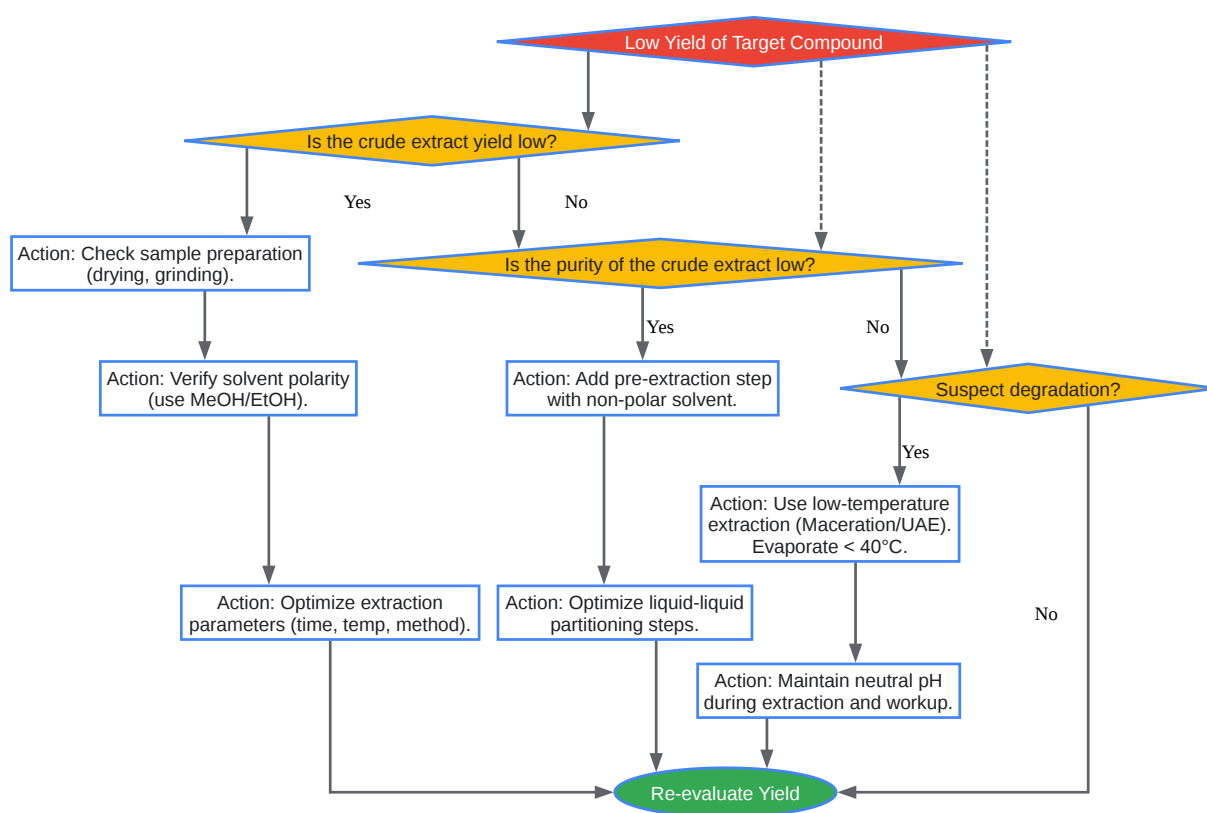 Low Yield of Target Compound
Is the crude extract yield low?
Yes
No
Action: Check sample preparation
(drying, grinding).
Is the purity of the crude extract low?
Yes
No
Action: Verify solvent polarity
(use MeOH/EtOH).
Action: Add pre-extraction step
with non-polar solvent.
Suspect degradation?
Yes
Action: Use low-temperature
extraction (Maceration/UAE).
Evaporate < 40°C.
Action: Optimize extraction
parameters (time, temp, method).
Action: Optimize liquid-liquid
partitioning steps.
No
Action: Maintain neutral pH
during extraction and workup.
Re-evaluate Yield